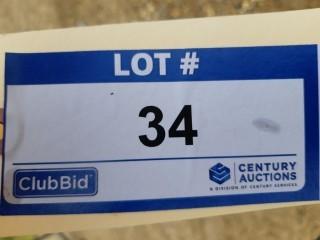 LOT #
34
ClubBid
CENTURY
AUCTIONS
A DIVISION OF CENTURY SERVICES